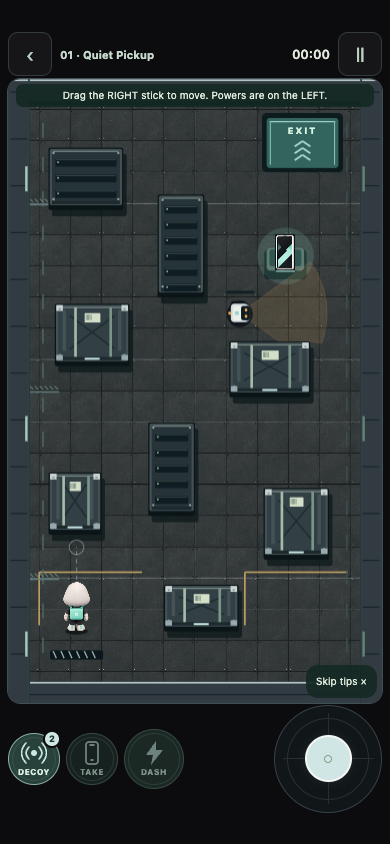 01 · Quiet Pickup
00:00
Drag the RIGHT stick to move. Powers are on the LEFT.
EXIT
Skip tips ×
2
DECOY
TAKE
DASH